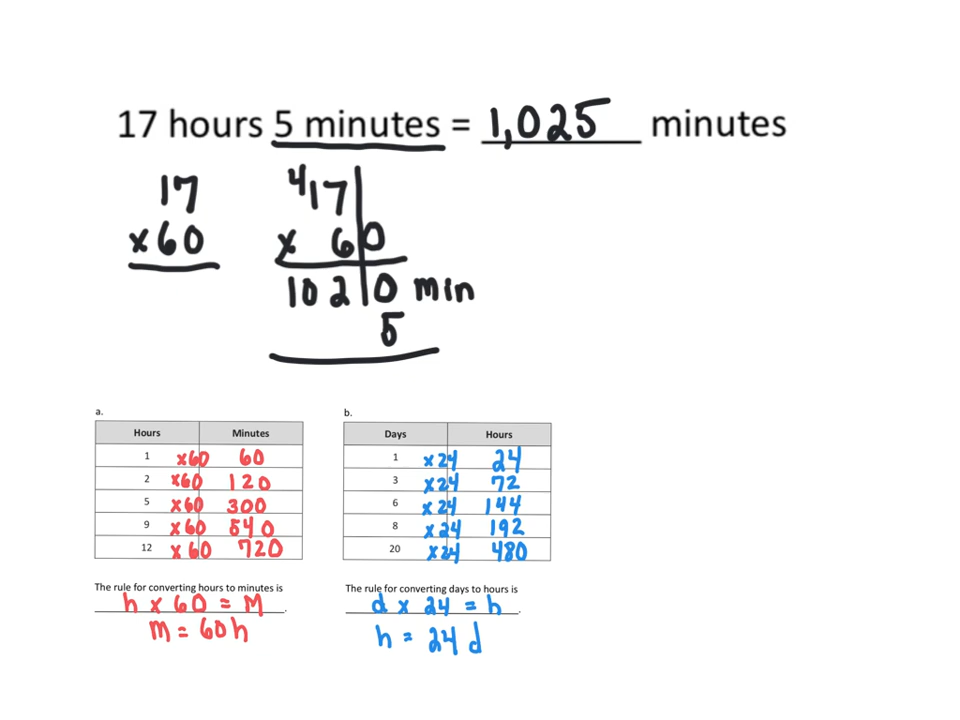 17 hours 5 minutes = 1,025 minutes
17
x 60
4
17
x 60
1020 min
5
a.
Hours Minutes
1 x60 60
2 x60 120
5 x60 300
9 x60 540
12 x60 720
The rule for converting hours to minutes is
h x 60 = M.
m = 60h
b.
Days Hours
1 x24 24
3 x24 72
6 x24 144
8 x24 192
20 x24 480
The rule for converting days to hours is
d x 24 = h.
h = 24d